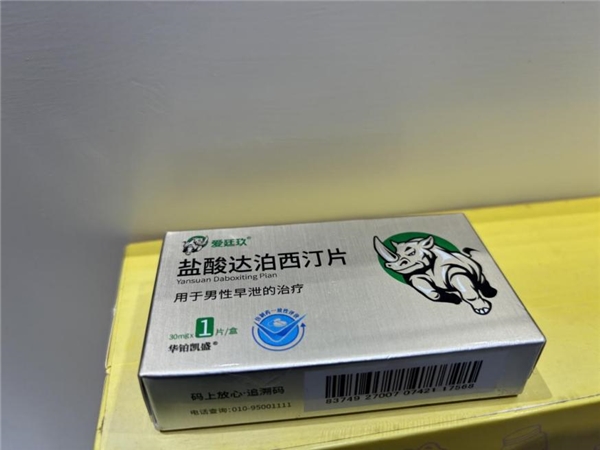 爱廷玖®
盐酸达泊西汀片
Yansuan Daboxiting Pian
用于男性早泄的治疗
30mg×1片/盒
华铂凯盛®
码上放心·追溯码
电话查询:010-95001111
83749 27007 07421 17588